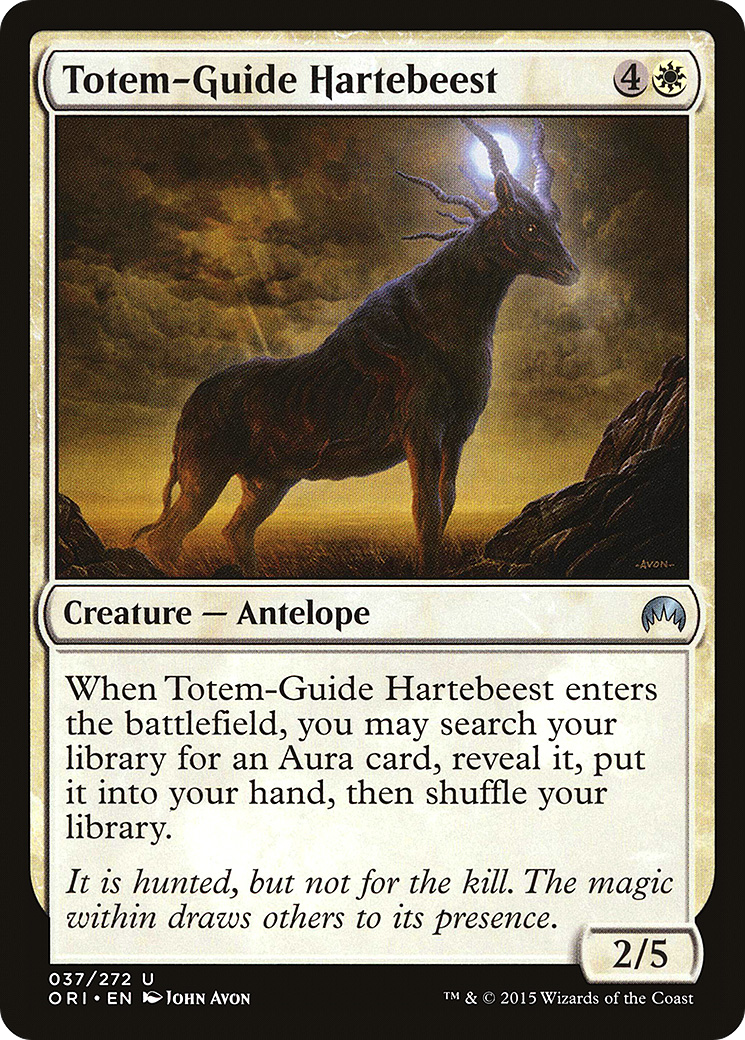 Totem-Guide Hartebeest 4
-AVON-
Creature — Antelope
When Totem-Guide Hartebeest enters
the battlefield, you may search your
library for an Aura card, reveal it, put
it into your hand, then shuffle your
library.
It is hunted, but not for the kill. The magic
within draws others to its presence.
2/5
037/272 U
ORI • EN John Avon
™ & © 2015 Wizards of the Coast